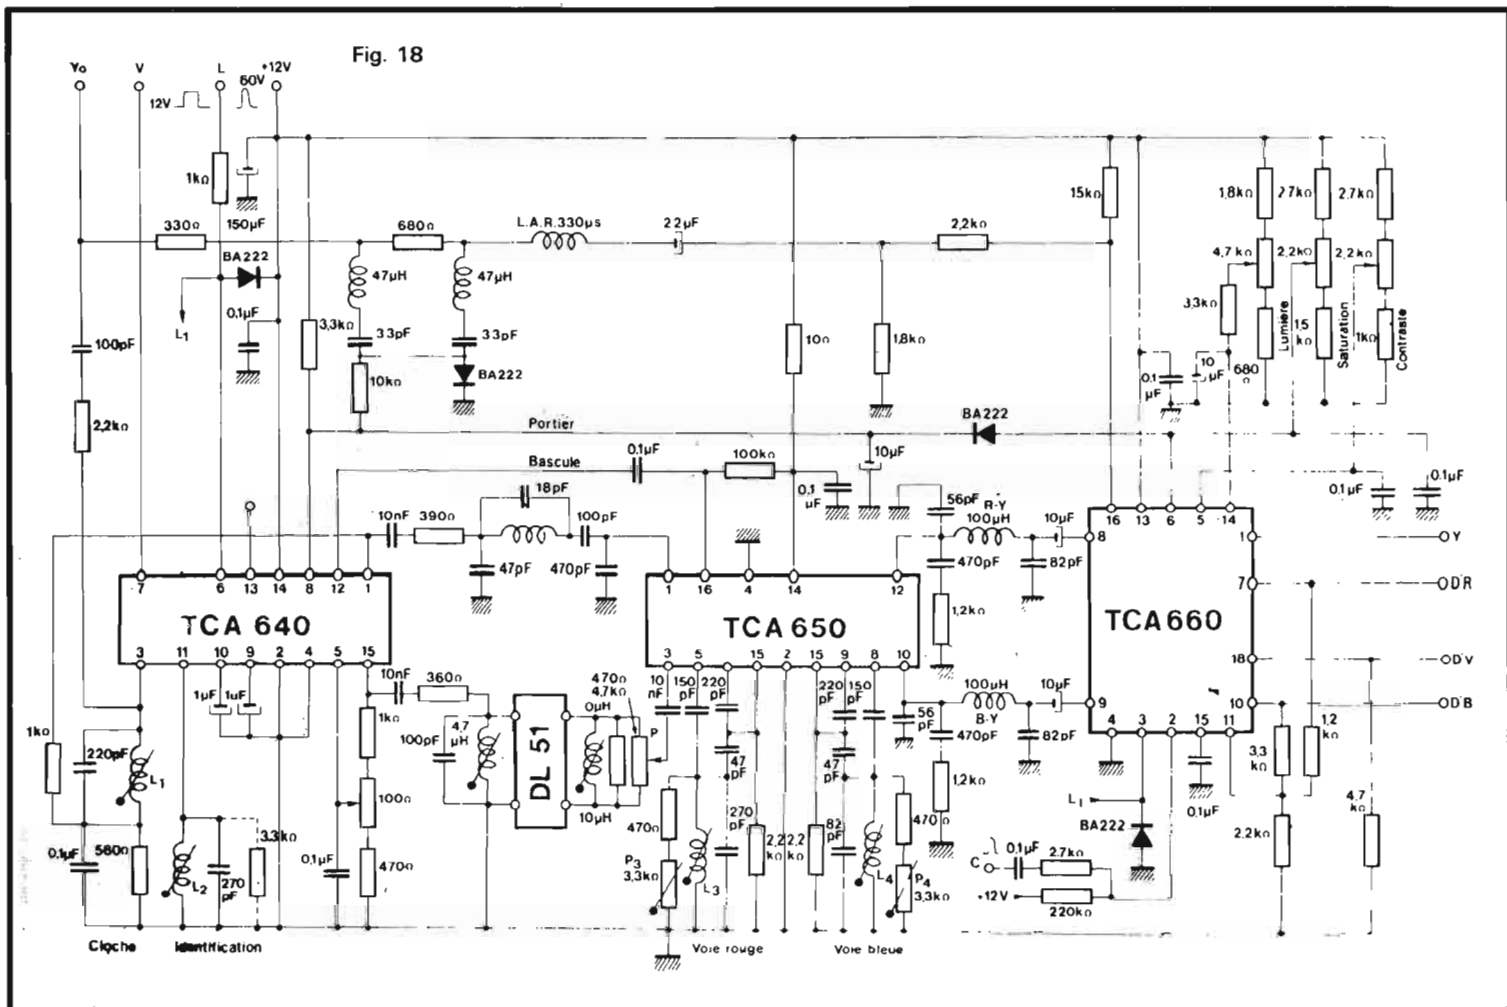 Fig. 18
Yo
V
L
+12V
12V
60V
1kΩ
150µF
330Ω
BA222
L1
0,1µF
680Ω
L.A.R. 330µs
22µF
2,2kΩ
15kΩ
1,8kΩ
2.7kΩ
2.7kΩ
47µH
47µH
4.7kΩ
2,2kΩ
2,2kΩ
100pF
3,3kΩ
33pF
33pF
10kΩ
BA222
10Ω
1,8kΩ
3,3kΩ
0,1
µF
10
µF
680
Ω
Lumiere
1,5
kΩ
Saturation
1kΩ
Contraste
2,2kΩ
Portier
BA222
Bascule
0.1µF
100kΩ
10µF
0,1
µF
0,1µF
0.1µF
18pF
10nF
390Ω
100pF
47pF
470pF
56pF
R-Y
100µH
10µF
470pF
82pF
1,2kΩ
7
6
13
14
8
12
1
TCA 640
3
11
10
9
2
4
5
15
1
16
4
14
12
TCA 650
3
5
15
2
15
9
8
10
16
13
6
5
14
8
1
Y
7
DR
TCA 660
18
DV
9
10
DB
4
3
2
15
11
1µF
1µF
10nF
360Ω
1kΩ
1kΩ
220pF
L1
100pF
4,7
µH
DL 51
470Ω
4,7kΩ
0µH
P
10µH
10
nF
150
pF
220
pF
220
pF
150
pF
56
pF
100µH
B-Y
10µF
470pF
82pF
47
pF
47
pF
1,2kΩ
100Ω
0,1µF
560Ω
L2
270
pF
3.3kΩ
0,1µF
470Ω
470Ω
P3
3,3kΩ
L3
270
pF
2,2
kΩ
2,2
kΩ
82
pF
L4
470Ω
P4
3,3kΩ
L1
BA222
0,1µF
C
0,1µF
2.7kΩ
+12V
220kΩ
3,3
kΩ
1,2
kΩ
2.2kΩ
4,7
kΩ
Cloche
Identification
Voie rouge
Voie bleue